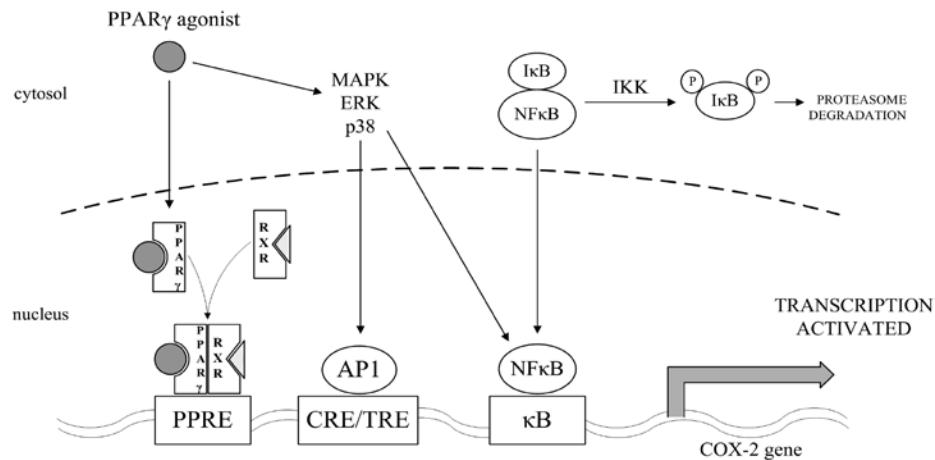 PPARγ agonist
cytosol
MAPK
ERK
p38
IκB
NFκB
IKK
P
P
IκB
PROTEASOME
DEGRADATION
P
P
A
R
γ
R
X
R
nucleus
TRANSCRIPTION
ACTIVATED
P
P
A
R
γ
R
X
R
AP1
NFκB
PPRE
CRE/TRE
κB
COX-2 gene